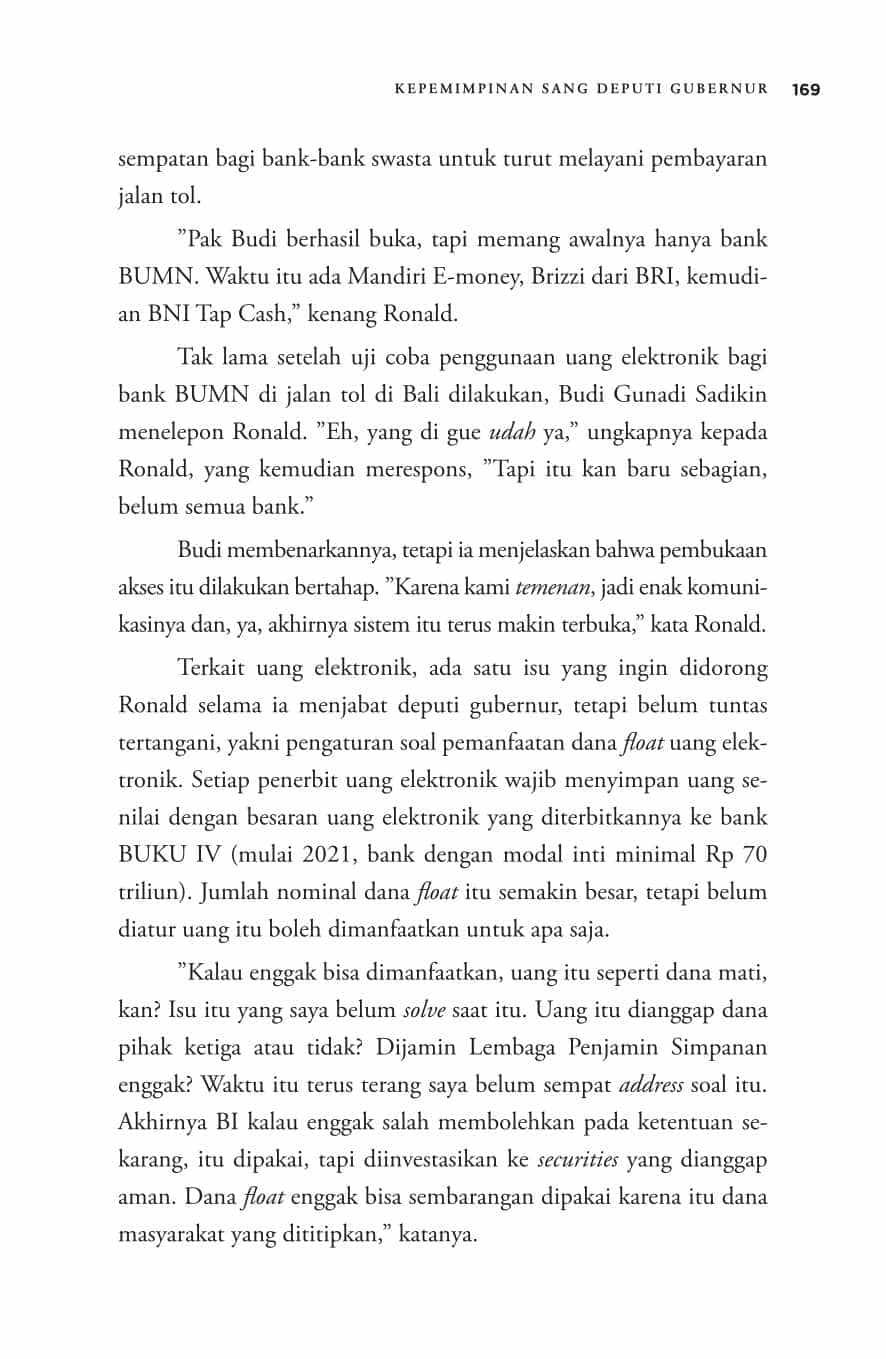 KEPEMIMPINAN SANG DEPUTI GUBERNUR 169
sempatan bagi bank-bank swasta untuk turut melayani pembayaran
jalan tol.
”Pak Budi berhasil buka, tapi memang awalnya hanya bank
BUMN. Waktu itu ada Mandiri E-money, Brizzi dari BRI, kemudi-
an BNI Tap Cash,” kenang Ronald.
Tak lama setelah uji coba penggunaan uang elektronik bagi
bank BUMN di jalan tol di Bali dilakukan, Budi Gunadi Sadikin
menelepon Ronald. ”Eh, yang di gue udah ya,” ungkapnya kepada
Ronald, yang kemudian merespons, ”Tapi itu kan baru sebagian,
belum semua bank.”
Budi membenarkannya, tetapi ia menjelaskan bahwa pembukaan
akses itu dilakukan bertahap. ”Karena kami temenan, jadi enak komuni-
kasinya dan, ya, akhirnya sistem itu terus makin terbuka,” kata Ronald.
Terkait uang elektronik, ada satu isu yang ingin didorong
Ronald selama ia menjabat deputi gubernur, tetapi belum tuntas
tertangani, yakni pengaturan soal pemanfaatan dana float uang elek-
tronik. Setiap penerbit uang elektronik wajib menyimpan uang se-
nilai dengan besaran uang elektronik yang diterbitkannya ke bank
BUKU IV (mulai 2021, bank dengan modal inti minimal Rp 70
triliun). Jumlah nominal dana float itu semakin besar, tetapi belum
diatur uang itu boleh dimanfaatkan untuk apa saja.
”Kalau enggak bisa dimanfaatkan, uang itu seperti dana mati,
kan? Isu itu yang saya belum solve saat itu. Uang itu dianggap dana
pihak ketiga atau tidak? Dijamin Lembaga Penjamin Simpanan
enggak? Waktu itu terus terang saya belum sempat address soal itu.
Akhirnya BI kalau enggak salah membolehkan pada ketentuan se-
karang, itu dipakai, tapi diinvestasikan ke securities yang dianggap
aman. Dana float enggak bisa sembarangan dipakai karena itu dana
masyarakat yang dititipkan,” katanya.